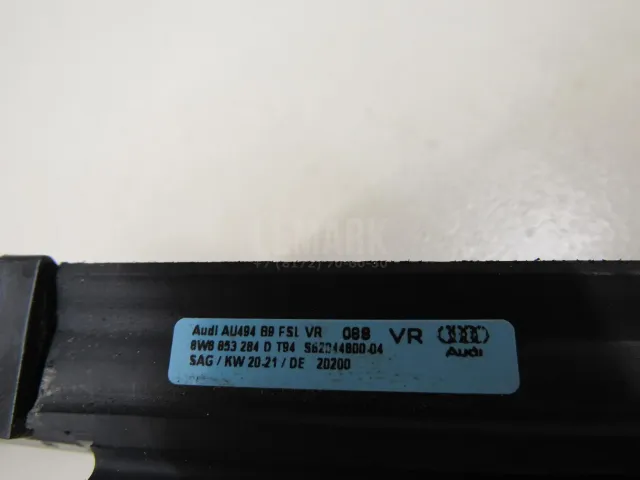 Audi AU494 B9 FSL VR 088 VR
8W8 853 284 D T94 S62044800-04 Audi
SAG / KW 20-21 / DE 20200